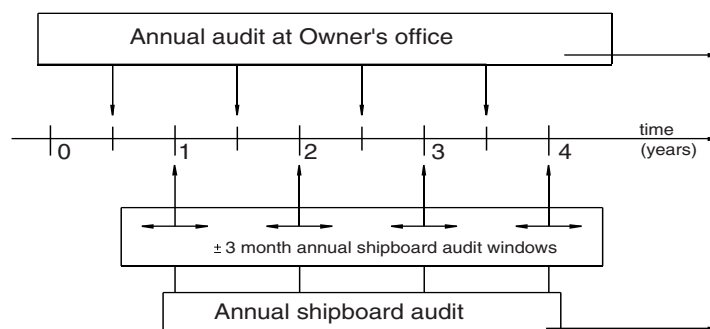 Annual audit at Owner's office
time
(years)
0 1 2 3 4
± 3 month annual shipboard audit windows
Annual shipboard audit